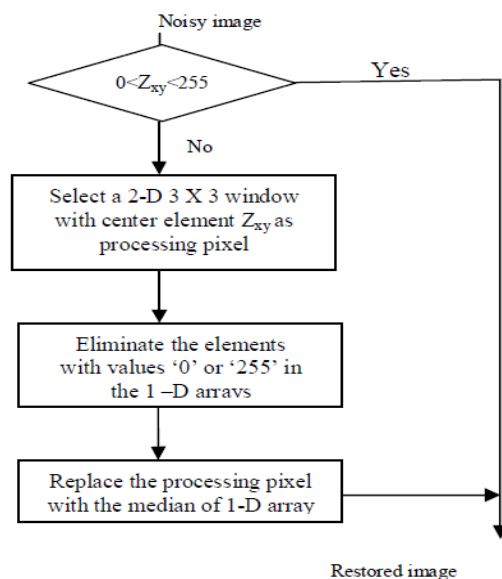 Noisy image
0<Zxy<255
Yes
No
Select a 2-D 3 X 3 window
with center element Zxy as
processing pixel
Eliminate the elements
with values ‘0’ or ‘255’ in
the 1 –D arrays
Replace the processing pixel
with the median of 1-D array
Restored image